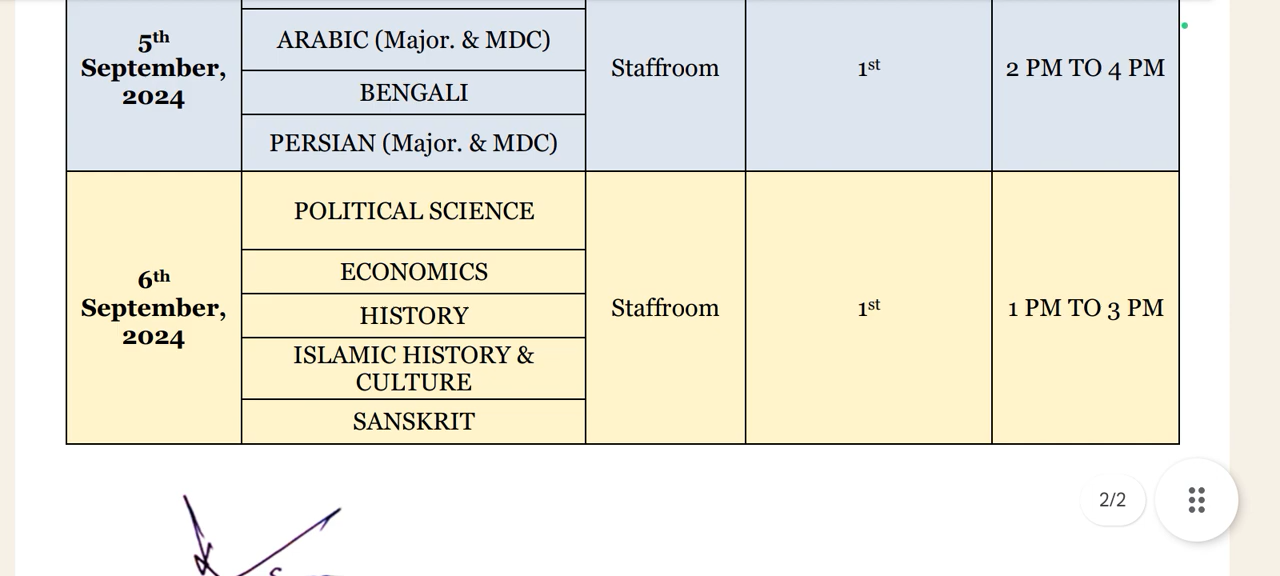 5th
September,
2024
ARABIC (Major. & MDC)
BENGALI
PERSIAN (Major. & MDC)
Staffroom
1st
2 PM TO 4 PM
6th
September,
2024
POLITICAL SCIENCE
ECONOMICS
HISTORY
ISLAMIC HISTORY &
CULTURE
SANSKRIT
Staffroom
1st
1 PM TO 3 PM
2/2